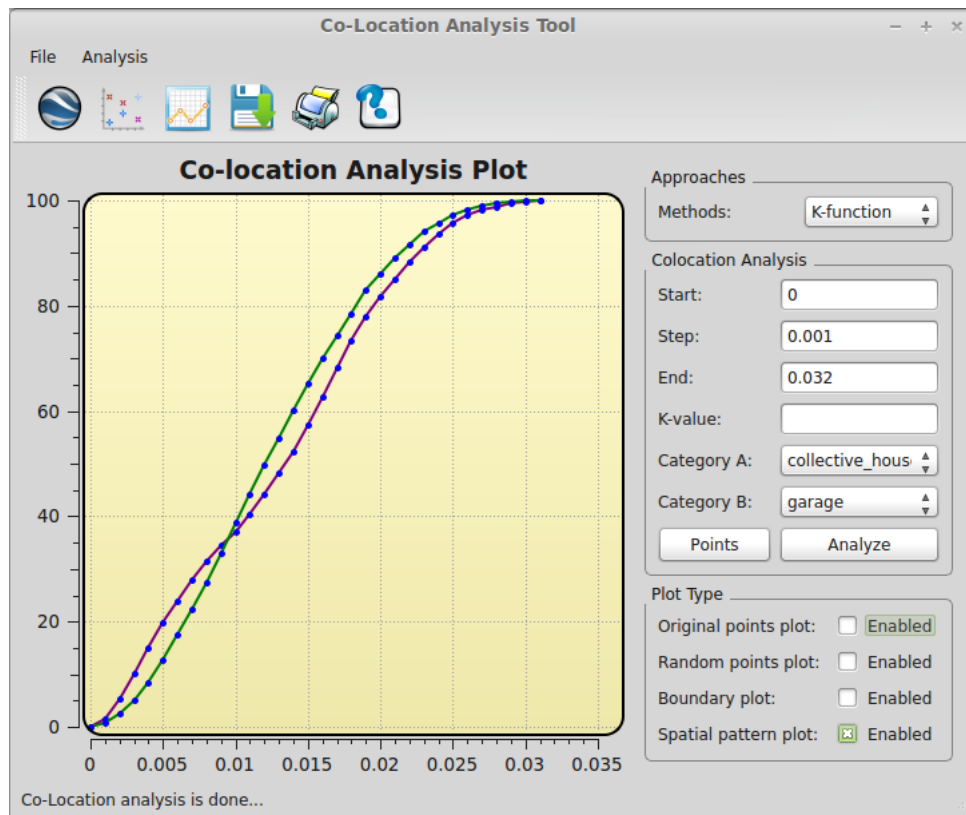 Co-Location Analysis Tool
File Analysis
Co-location Analysis Plot
100
80
60
40
20
0
0 0.005 0.01 0.015 0.02 0.025 0.03 0.035
Approaches
Methods: K-function
Colocation Analysis
Start: 0
Step: 0.001
End: 0.032
K-value:
Category A: collective_hous
Category B: garage
Points Analyze
Plot Type
Original points plot: Enabled
Random points plot: Enabled
Boundary plot: Enabled
Spatial pattern plot: Enabled
Co-Location analysis is done...